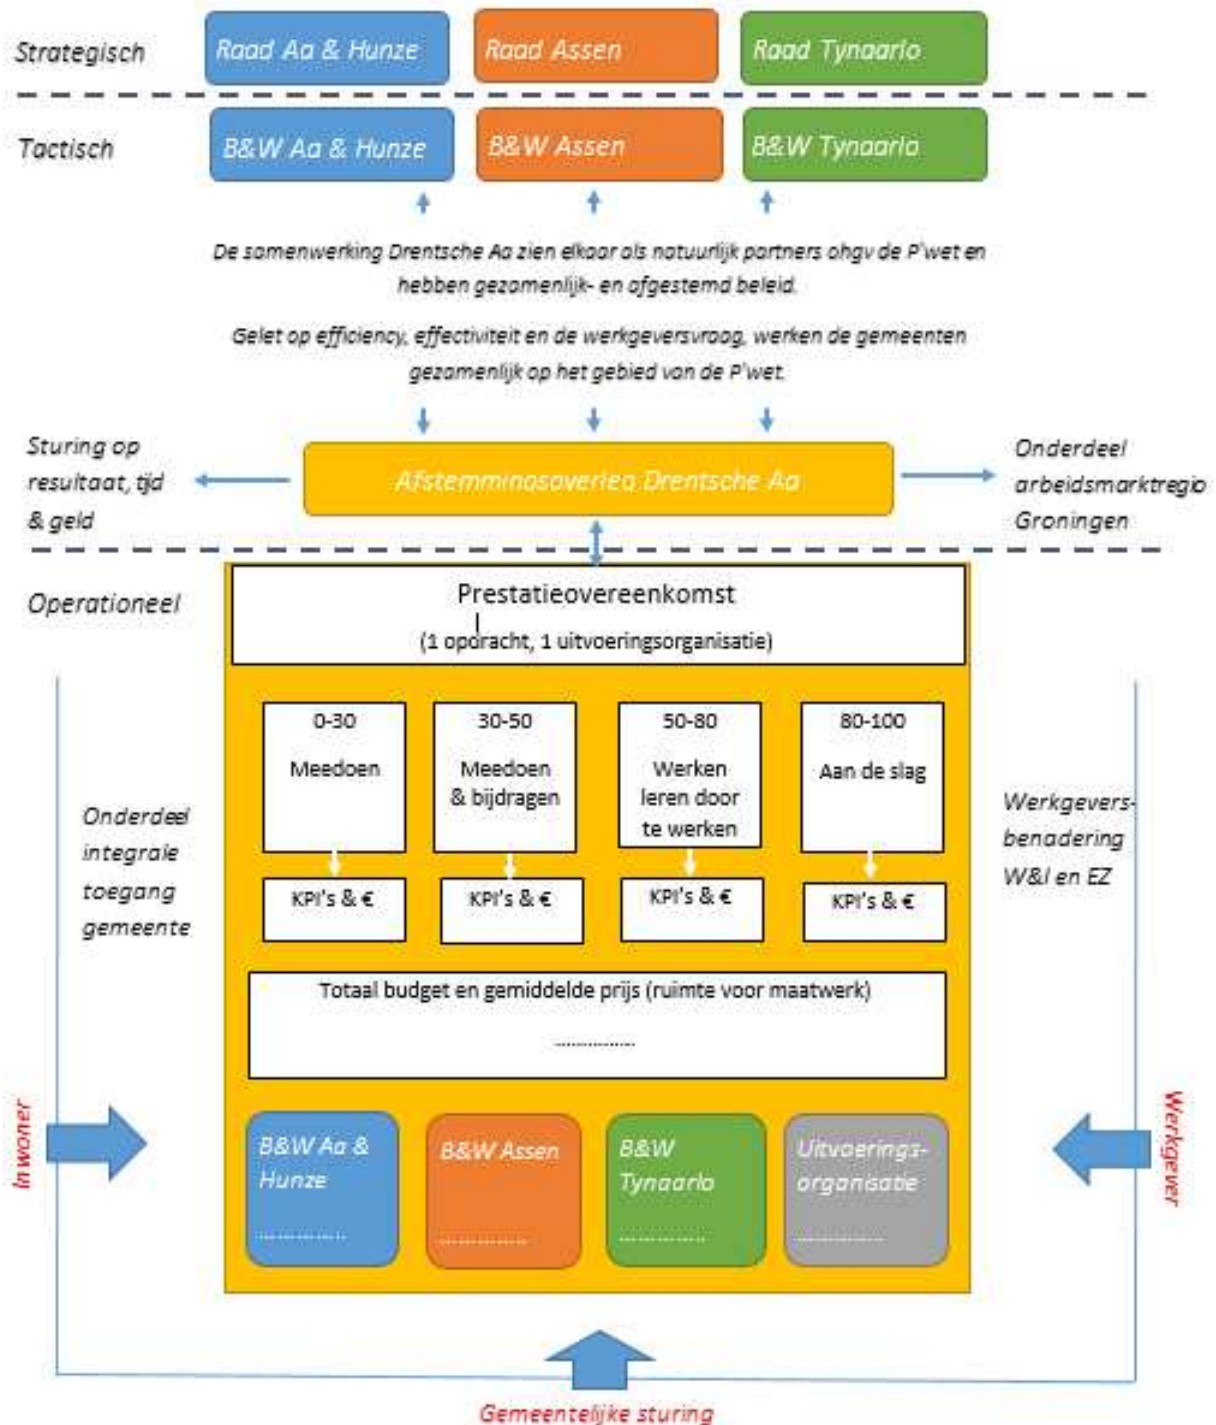 Strategisch
Raad Aa & Hunze
Raad Assen
Raad Tynaarlo
Tactisch
B&W Aa & Hunze
B&W Assen
B&W Tynaarlo
De samenwerking Drentsche Aa zien elkaar als natuurlijk partners ohgv de P'wet en
hebben gezamenlijk- en afgestemd beleid.
Gelet op efficiency, effectiviteit en de werkgeversvraag, werken de gemeenten
gezamenlijk op het gebied van de P'wet.
Sturing op
resultaat, tijd
& geld
Afstemmingsoverleg Drentsche Aa
Onderdeel
arbeidsmarktregio
Groningen
Operationeel
Prestatieovereenkomst
(1 opdracht, 1 uitvoeringsorganisatie)
0-30
Meedoen
30-50
Meedoen
& bijdragen
50-80
Werken
leren door
te werken
80-100
Aan de slag
Onderdeel
integrale
toegang
gemeente
Werkgevers-
benadering
W&I en EZ
KPI's & €
KPI's & €
KPI's & €
KPI's & €
Totaal budget en gemiddelde prijs (ruimte voor maatwerk)
...............
Inwoner
Werkgever
B&W Aa &
Hunze
...............
B&W Assen
...............
B&W
Tynaarlo
...............
Uitvoerings-
organisatie
...............
Gemeentelijke sturing